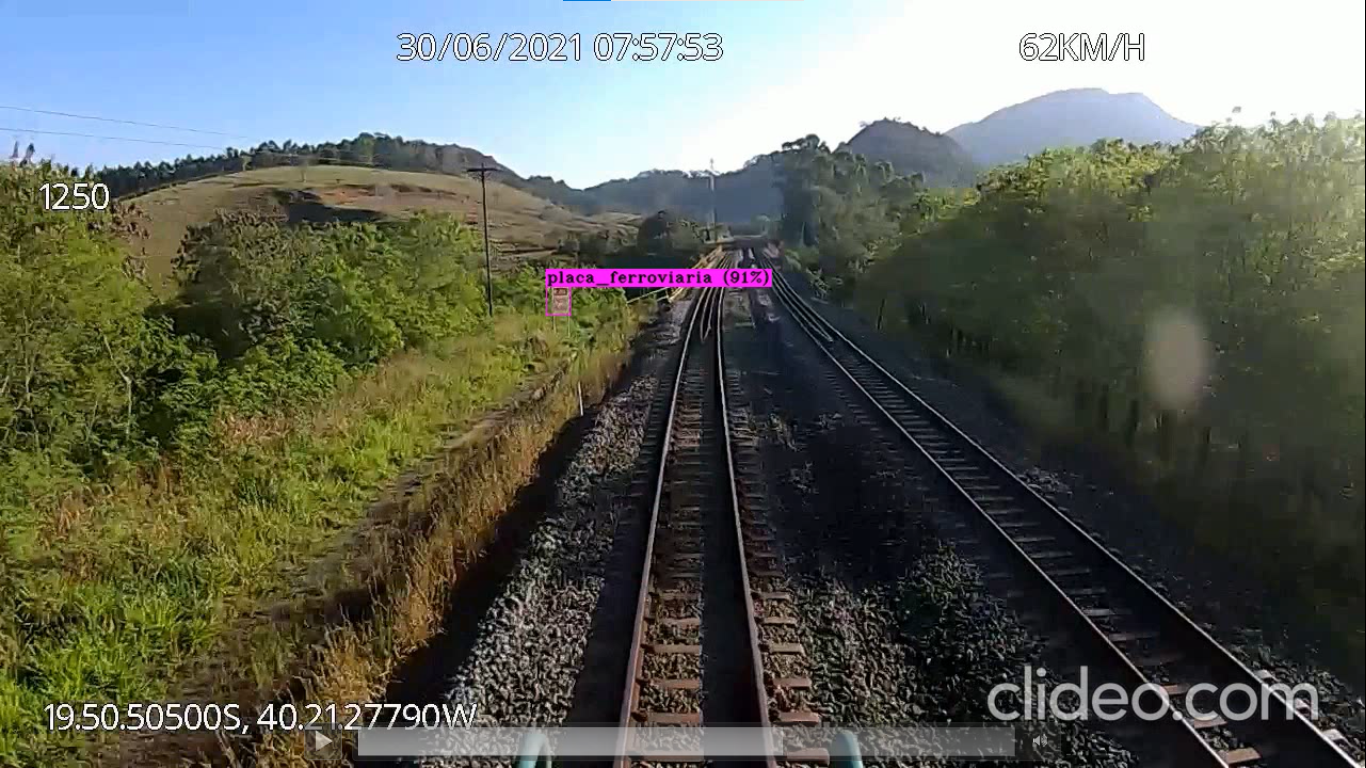 30/06/2021 07:57:53
62KM/H
1250
placa_ferroviaria (91%)
clideo.com
19.50.50500S, 40.2127790W